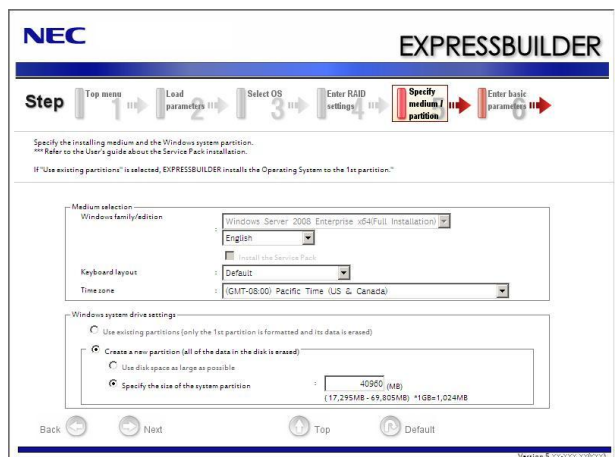 NEC
EXPRESSBUILDER
Step
Top menu 1
Load parameters 2
Select OS 3
Enter RAID settings 4
Specify medium / partition 5
Enter basic parameters 6
Specify the installing medium and the Windows system partition.
*** Refer to the User's guide about the Service Pack installation.
If "Use existing partitions" is selected, EXPRESSBUILDER installs the Operating System to the 1st partition."
Medium selection
Windows family/edition : Windows Server 2008 Enterprise x64(Full Installation)
English
Install the Service Pack
Keyboard layout : Default
Time zone : (GMT-08:00) Pacific Time (US & Canada)
Windows system drive settings
Use existing partitions (only the 1st partition is formatted and its data is erased)
Create a new partition (all of the data in the disk is erased)
Use disk space as large as possible
Specify the size of the system partition : 40960 (MB)
(17,295MB - 69,805MB) *1GB=1,024MB
Back Next Top Default
Version 5